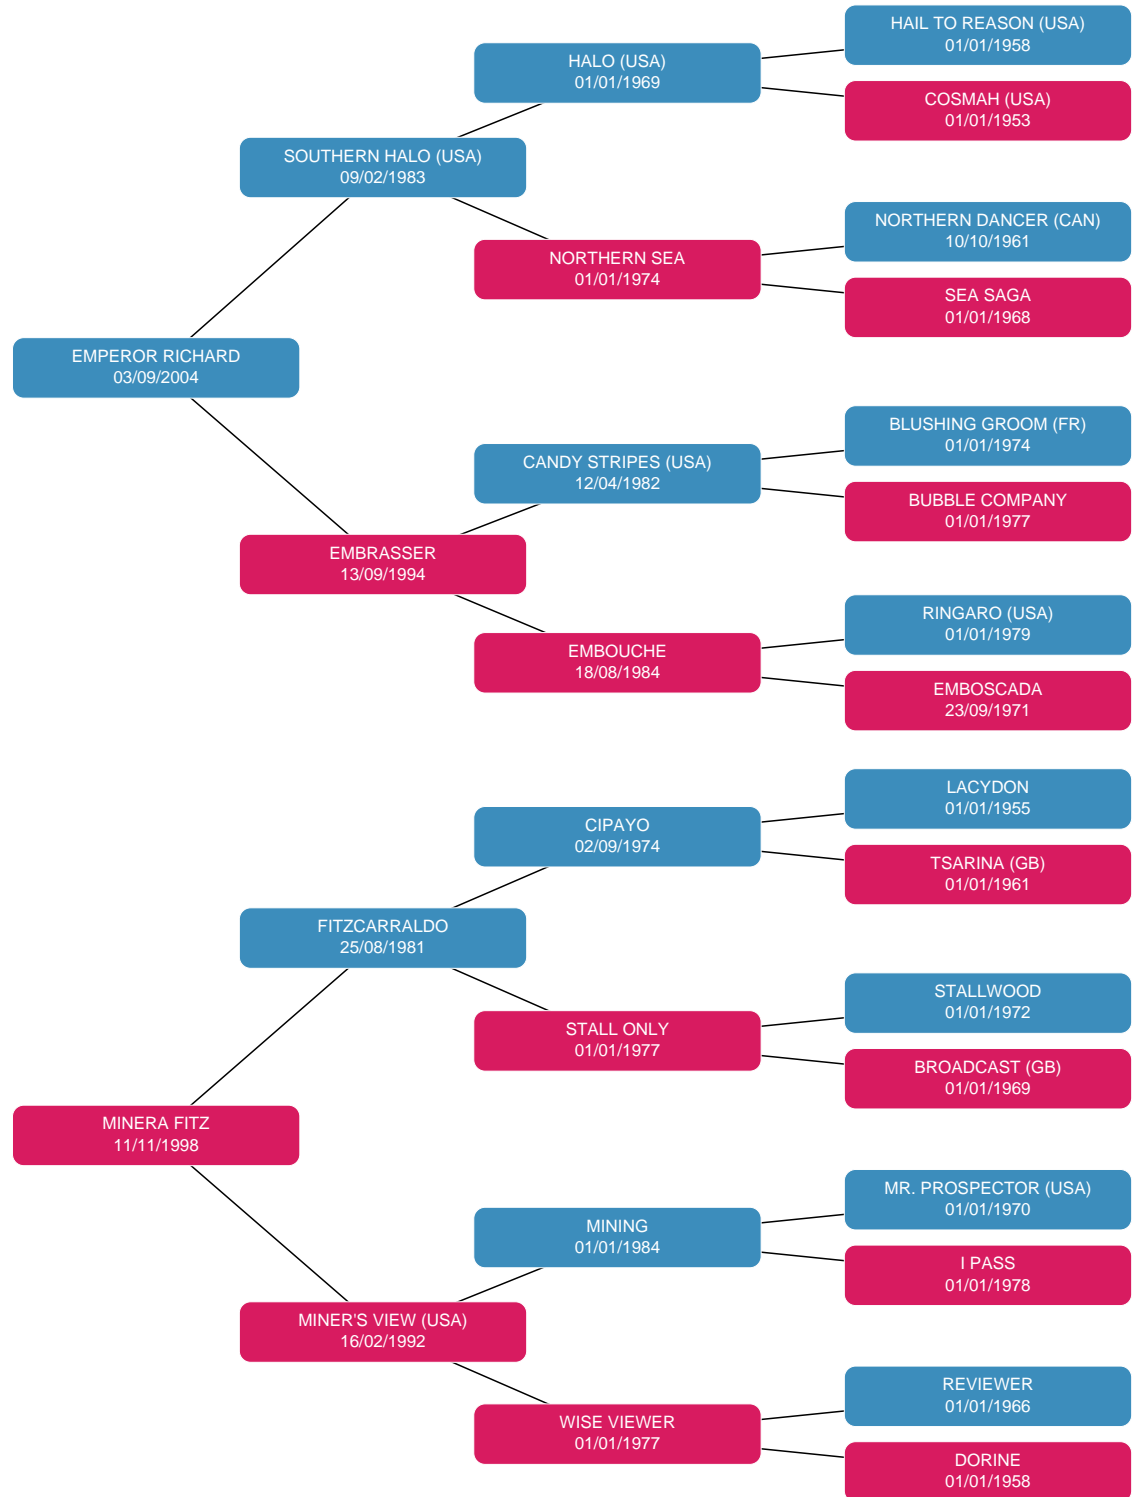 HAIL TO REASON (USA)
01/01/1958
HALO (USA)
01/01/1969
COSMAH (USA)
01/01/1953
SOUTHERN HALO (USA)
09/02/1983
NORTHERN DANCER (CAN)
10/10/1961
NORTHERN SEA
01/01/1974
SEA SAGA
01/01/1968
EMPEROR RICHARD
03/09/2004
BLUSHING GROOM (FR)
01/01/1974
CANDY STRIPES (USA)
12/04/1982
BUBBLE COMPANY
01/01/1977
EMBRASSER
13/09/1994
RINGARO (USA)
01/01/1979
EMBOUCHE
18/08/1984
EMBOSCADA
23/09/1971
LACYDON
01/01/1955
CIPAYO
02/09/1974
TSARINA (GB)
01/01/1961
FITZCARRALDO
25/08/1981
STALLWOOD
01/01/1972
STALL ONLY
01/01/1977
BROADCAST (GB)
01/01/1969
MINERA FITZ
11/11/1998
MR. PROSPECTOR (USA)
01/01/1970
MINING
01/01/1984
I PASS
01/01/1978
MINER'S VIEW (USA)
16/02/1992
REVIEWER
01/01/1966
WISE VIEWER
01/01/1977
DORINE
01/01/1958